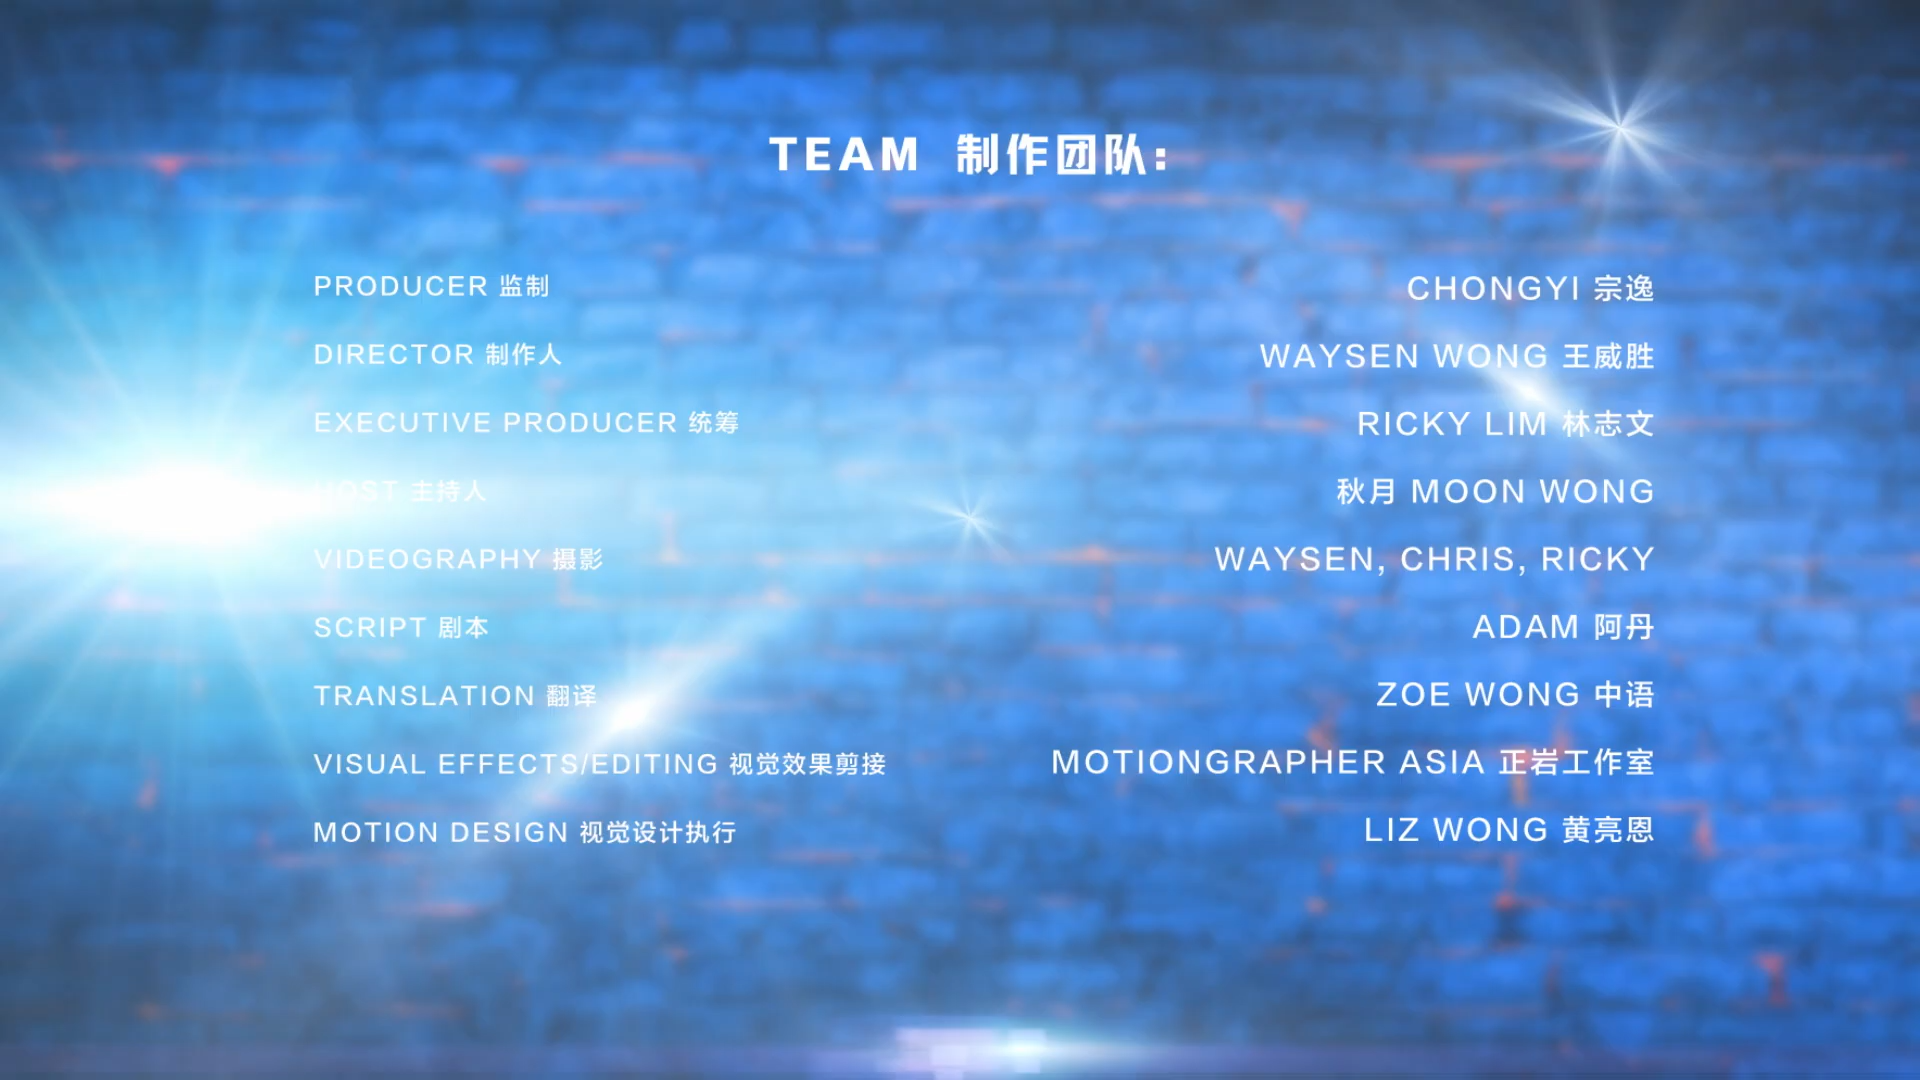 TEAM 制作团队:
PRODUCER 监制 CHONGYI 宗逸
DIRECTOR 制作人 WAYSEN WONG 王威胜
EXECUTIVE PRODUCER 统筹 RICKY LIM 林志文
HOST 主持人 秋月 MOON WONG
VIDEOGRAPHY 摄影 WAYSEN, CHRIS, RICKY
SCRIPT 剧本 ADAM 阿丹
TRANSLATION 翻译 ZOE WONG 中语
VISUAL EFFECTS/EDITING 视觉效果剪接 MOTIONGRAPHER ASIA 正岩工作室
MOTION DESIGN 视觉设计执行 LIZ WONG 黄亮恩